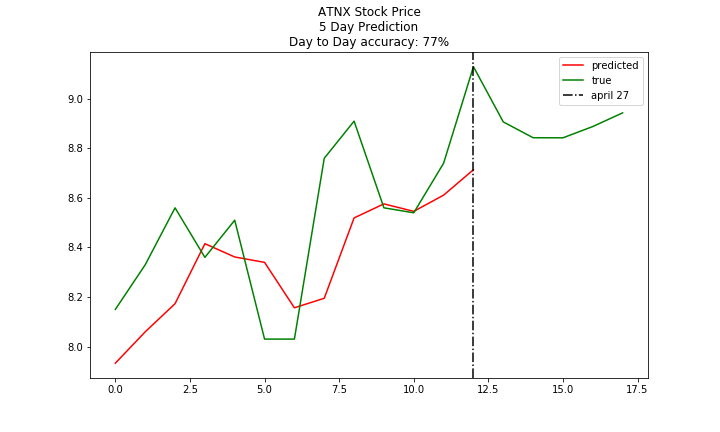 ATNX Stock Price
5 Day Prediction
Day to Day accuracy: 77%
predicted
true
april 27
9.0
8.8
8.6
8.4
8.2
8.0
0.0 2.5 5.0 7.5 10.0 12.5 15.0 17.5